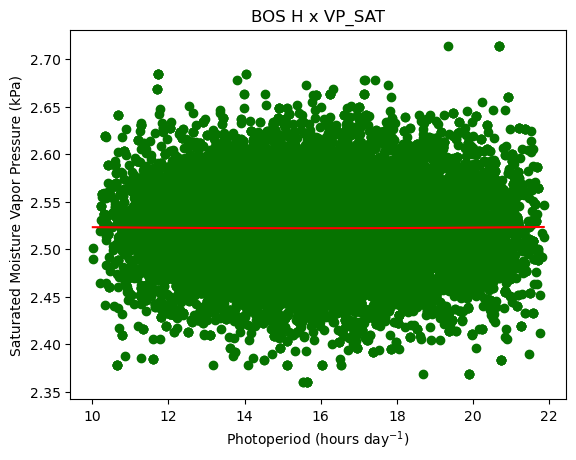 BOS H x VP_SAT
Saturated Moisture Vapor Pressure (kPa)
2.70
2.65
2.60
2.55
2.50
2.45
2.40
2.35
10 12 14 16 18 20 22
Photoperiod (hours day⁻¹)